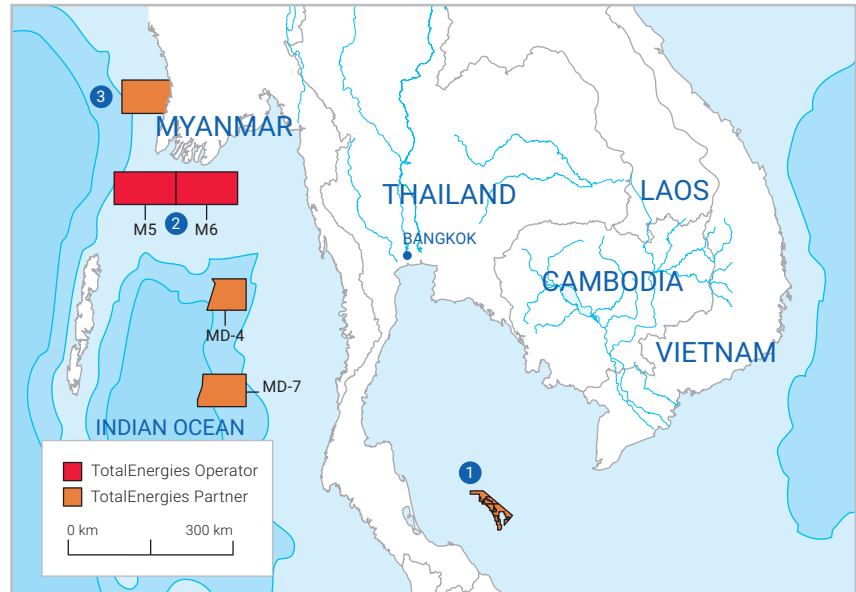 3
MYANMAR
THAILAND
LAOS
M5
2
M6
BANGKOK
CAMBODIA
MD-4
VIETNAM
MD-7
INDIAN OCEAN
1
TotalEnergies Operator
TotalEnergies Partner
0 km
300 km